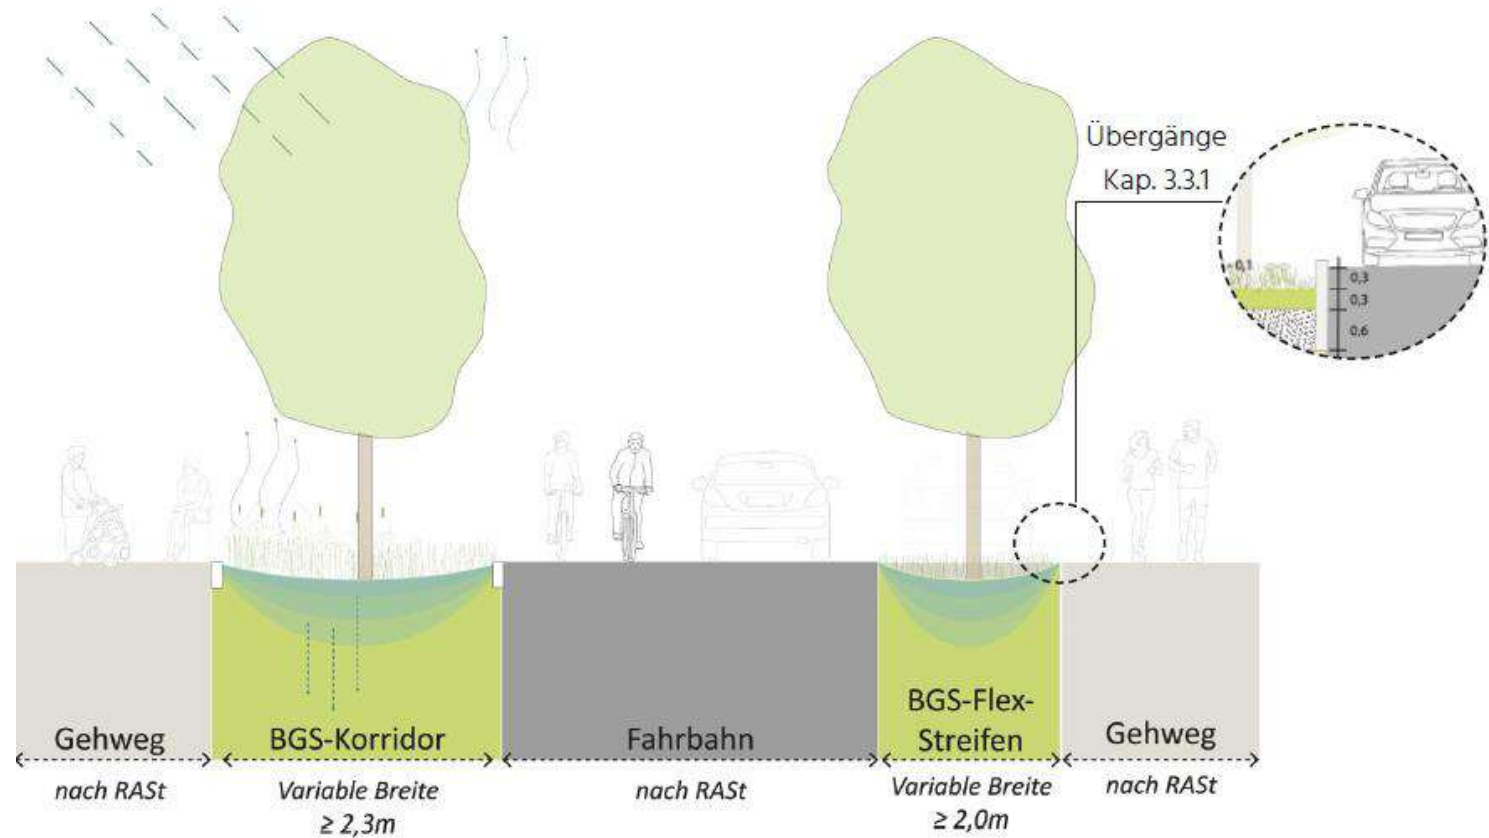 Übergänge
Kap. 3.3.1
0,1
0,3
0,3
0,6
Gehweg
nach RASt
BGS-Korridor
Variable Breite
≥ 2,3m
Fahrbahn
nach RASt
BGS-Flex-
Streifen
Variable Breite
≥ 2,0m
Gehweg
nach RASt